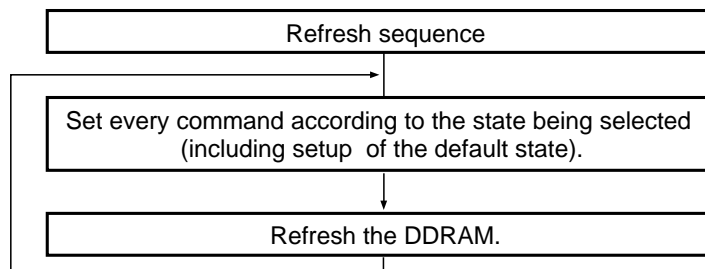 Refresh sequence
Set every command according to the state being selected
(including setup of the default state).
Refresh the DDRAM.